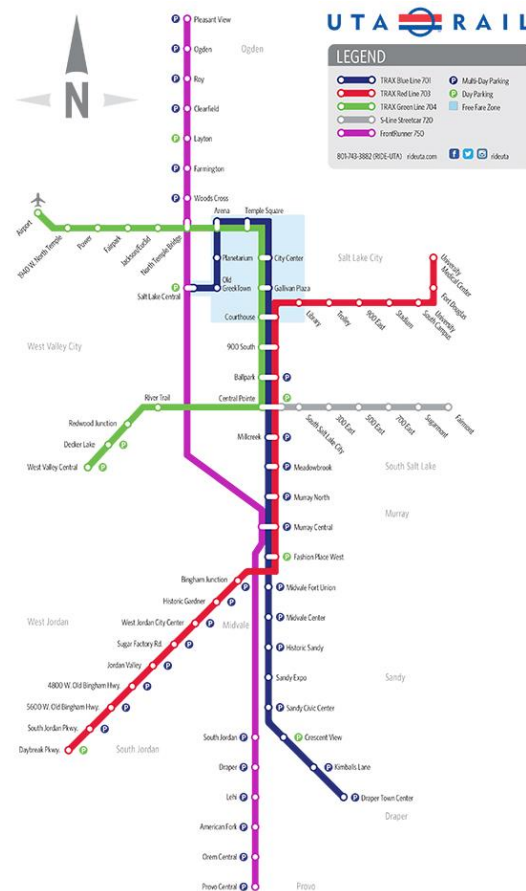 UTA RAIL
LEGEND
TRAX Blue Line 701
TRAX Red Line 703
TRAX Green Line 704
S-Line Streetcar 720
FrontRunner 750
P Multi-Day Parking
P Day Parking
Free Fare Zone
801-743-3882 (RIDE-UTA) rideuta.com
N
Pleasant View
Ogden
Ogden
Roy
Clearfield
Layton
Farmington
Woods Cross
Airport
1940 W. North Temple
Power
Fairpark
Jackson/Euclid
North Temple Bridge
Arena
Temple Square
Planetarium
City Center
Salt Lake City
Old
GreekTown
Salt Lake Central
Gallivan Plaza
Courthouse
Library
Trolley
900 East
Stadium
University
South Campus
Fort Douglas
University
Medical Center
West Valley City
900 South
Ballpark
Central Pointe
River Trail
Redwood Junction
Decker Lake
West Valley Central
South Salt Lake City
300 East
500 East
700 East
Sugarmont
Fairmont
Millcreek
Meadowbrook
South Salt Lake
Murray North
Murray
Murray Central
Fashion Place West
Bingham Junction
Midvale Fort Union
Historic Gardner
West Jordan
West Jordan City Center
Midvale
Midvale Center
Sugar Factory Rd.
Historic Sandy
Jordan Valley
Sandy Expo
Sandy
4800 W. Old Bingham Hwy.
5600 W. Old Bingham Hwy.
Sandy Civic Center
South Jordan Pkwy.
South Jordan
Crescent View
Daybreak Pkwy.
South Jordan
Draper
Kimballs Lane
Lehi
Draper Town Center
Draper
American Fork
Orem Central
Provo Central
Provo